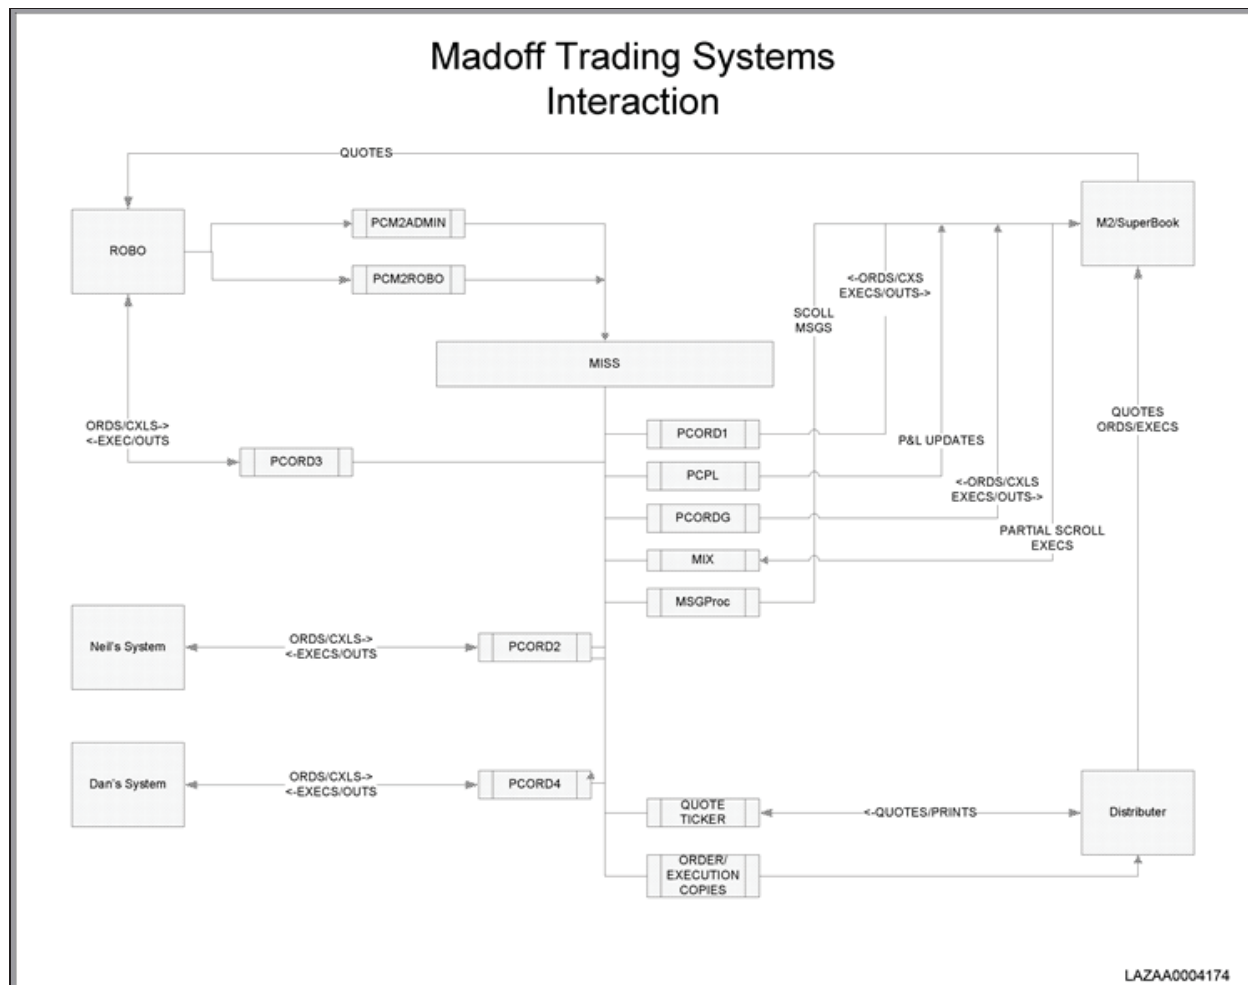 Madoff Trading Systems
Interaction
QUOTES
ROBO
PCM2ADMIN
PCM2ROBO
M2/SuperBook
<-ORDS/CXS
EXECS/OUTS->
SCOLL
MSGS
MISS
ORDS/CXLS->
<-EXEC/OUTS
PCORD3
PCORD1
PCPL
PCORDG
MIX
MSGProc
P&L UPDATES
<-ORDS/CXLS
EXECS/OUTS->
PARTIAL SCROLL
EXECS
QUOTES
ORDS/EXECS
Neil's System
ORDS/CXLS->
<-EXECS/OUTS
PCORD2
Dan's System
ORDS/CXLS->
<-EXECS/OUTS
PCORD4
QUOTE
TICKER
<-QUOTES/PRINTS
Distributer
ORDER/
EXECUTION
COPIES
LAZAA0004174